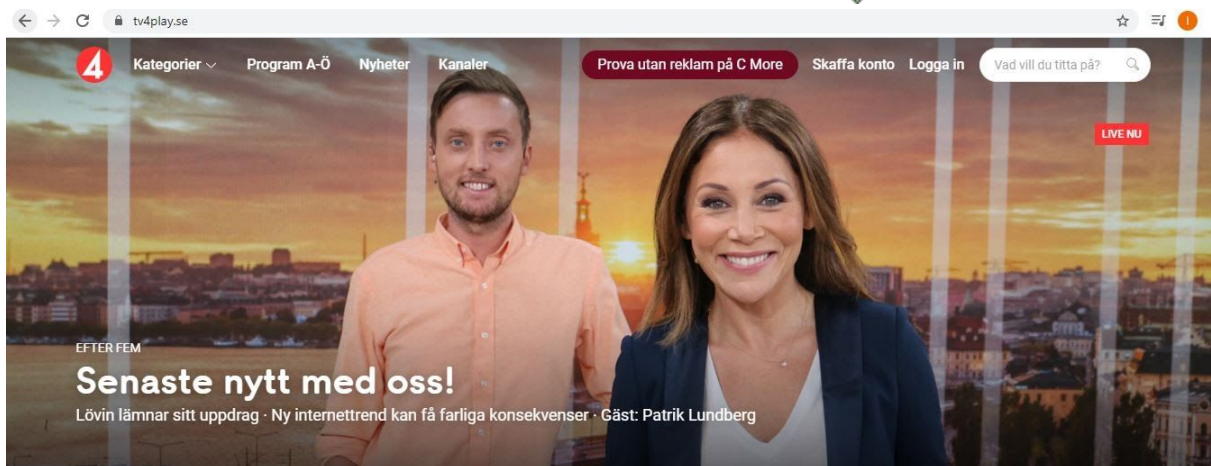 tv4play.se
4 Kategorier Program A-Ö Nyheter Kanaler Prova utan reklam på C More Skaffa konto Logga in Vad vill du titta på?
LIVE NU
EFTER FEM
Senaste nytt med oss!
Lövin lämnar sitt uppdrag · Ny internettrend kan få farliga konsekvenser · Gäst: Patrik Lundberg